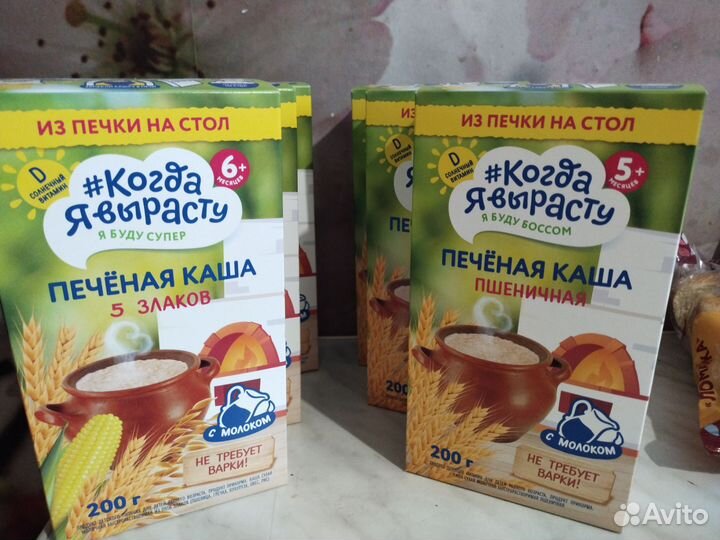 ИЗ ПЕЧКИ НА СТОЛ
D
СОЛНЕЧНЫЙ
ВИТАМИН
6+
МЕСЯЦЕВ
#Когда
Я вырасту
Я БУДУ СУПЕР
ПЕЧЁНАЯ КАША
5 ЗЛАКОВ
С МОЛОКОМ
НЕ ТРЕБУЕТ
ВАРКИ!
200 г
ИЗ
D
ПЕЧ
200
ИЗ ПЕЧКИ НА СТОЛ
D
СОЛНЕЧНЫЙ
ВИТАМИН
5+
МЕСЯЦЕВ
#Когда
Я вырасту
Я БУДУ БОССОМ
ПЕЧЁНАЯ КАША
ПШЕНИЧНАЯ
С МОЛОКОМ
НЕ ТРЕБУЕТ
ВАРКИ!
200 г
Avito